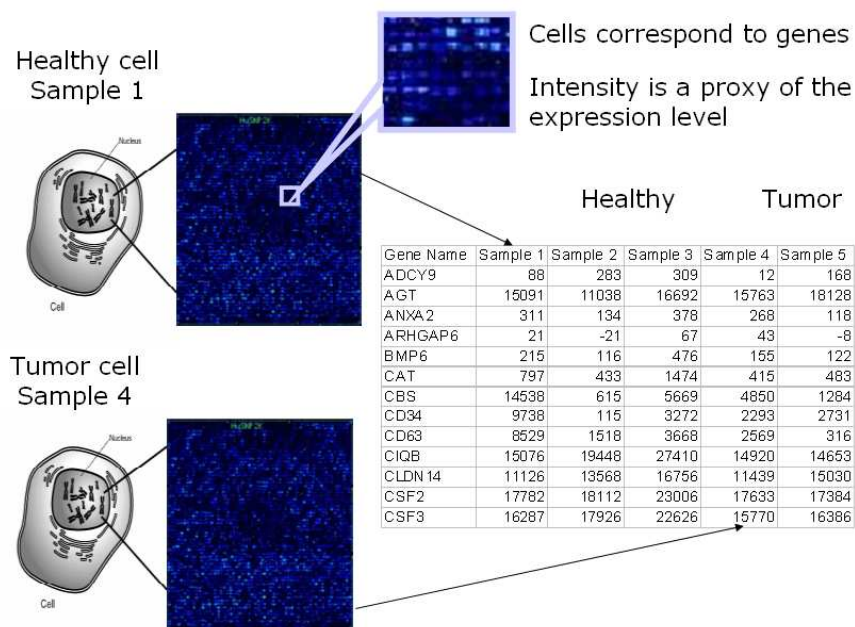 Healthy cell
Sample 1
Nucleus
Cell
HuSNP 2K
Cells correspond to genes
Intensity is a proxy of the
expression level
Healthy Tumor
Gene Name Sample 1 Sample 2 Sample 3 Sample 4 Sample 5
ADCY9 88 283 309 12 168
AGT 15091 11038 16692 15763 18128
ANXA2 311 134 378 268 118
ARHGAP6 21 -21 67 43 -8
BMP6 215 116 476 155 122
CAT 797 433 1474 415 483
CBS 14538 615 5669 4850 1284
CD34 9738 115 3272 2293 2731
CD63 8529 1518 3668 2569 316
CIQB 15076 19448 27410 14920 14653
CLDN14 11126 13568 16756 11439 15030
CSF2 17782 18112 23006 17633 17384
CSF3 16287 17926 22626 15770 16386
Tumor cell
Sample 4
Nucleus
Cell
HuSNP 2K